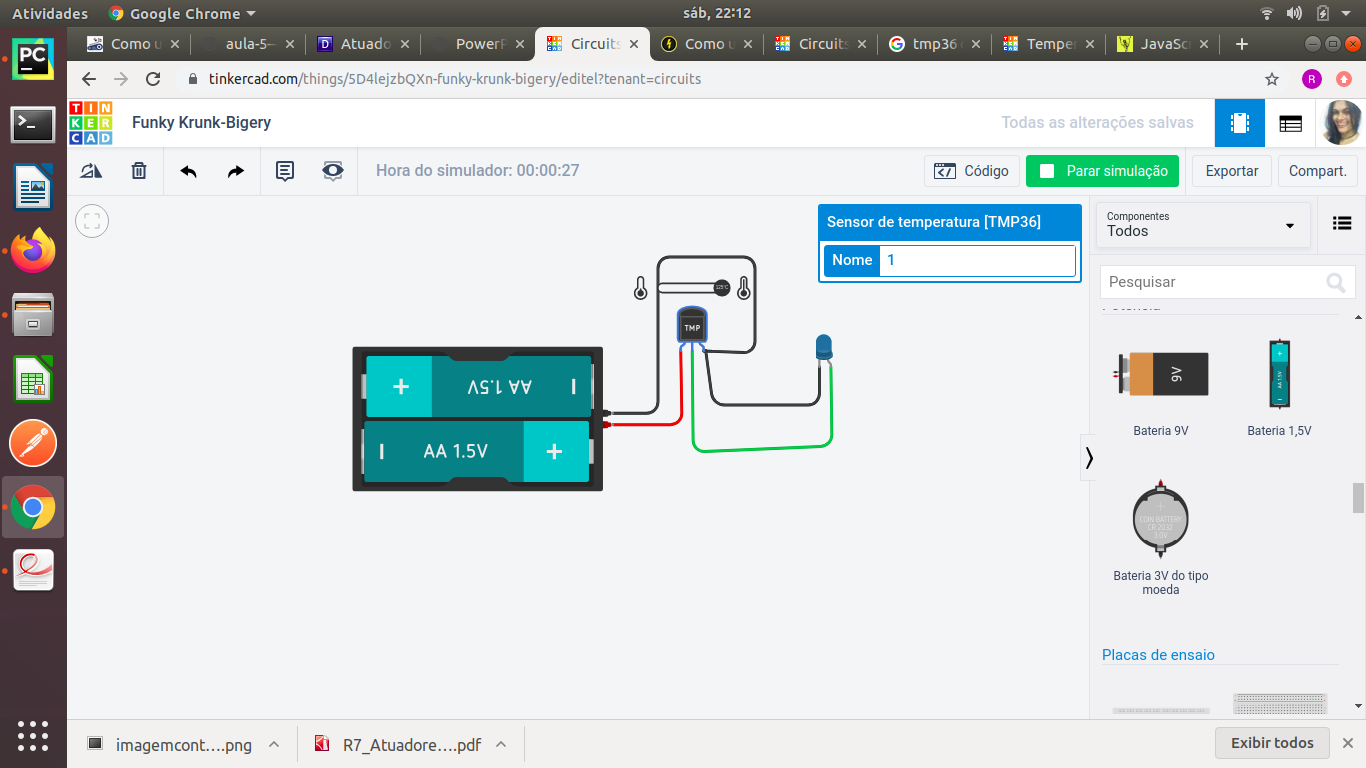 Atividades
Google Chrome
sáb, 22:12
Como u
aula-5-
Atuado
PowerP
Circuit
Como u
Circuits
tmp36
Temper
JavaSc
tinkercad.com/things/5D4lejzbQXn-funky-krunk-bigery/editel?tenant=circuits
R
TIN
KER
CAD
Funky Krunk-Bigery
Todas as alterações salvas
Hora do simulador: 00:00:27
Código
Parar simulação
Exportar
Compart.
Sensor de temperatura [TMP36]
Nome 1
Componentes
Todos
Pesquisar
125°C
TMP
AA 1.5V
AA 1.5V
9V
AA 1.5V
Bateria 9V
Bateria 1,5V
COIN BATTERY
CR 2032
3.0V
Bateria 3V do tipo
moeda
Placas de ensaio
imagemcont....png
R7_Atuadore....pdf
Exibir todos